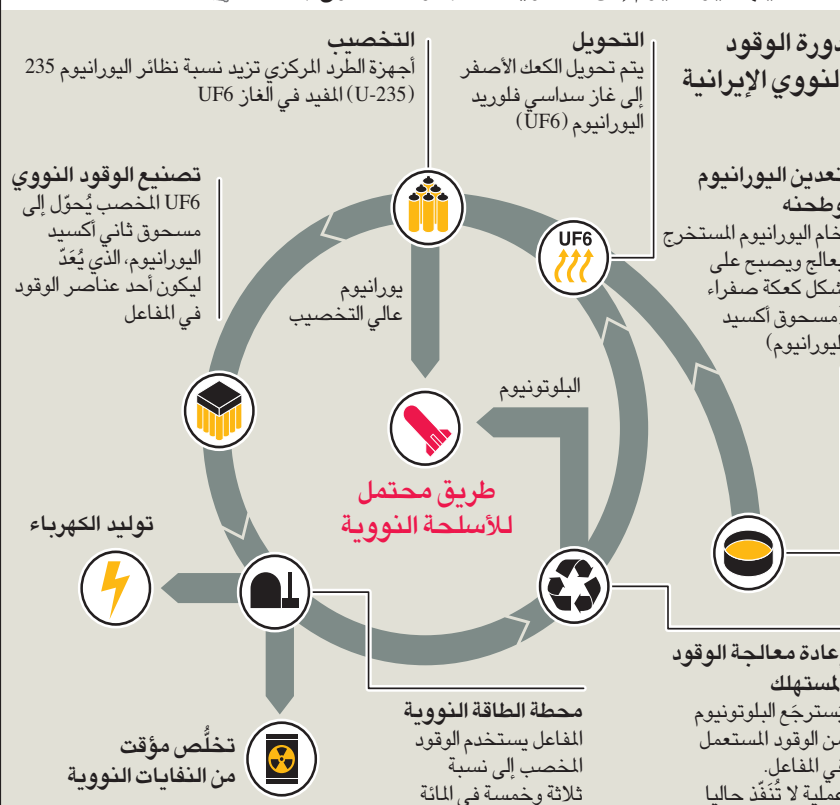 دورة الوقود
النووي الإيرانية
التحويل
يتم تحويل الكعك الأصفر
إلى غاز سداسي فلوريد
اليورانيوم (UF6)
التخصيب
أجهزة الطرد المركزي تزيد نسبة نظائر اليورانيوم 235
(U-235) المفيد في الغاز UF6
تعدين اليورانيوم
وطحنه
خام اليورانيوم المستخرج
يعالج ويصبح على
شكل كعكة صفراء
(مسحوق أكسيد
اليورانيوم)
تصنيع الوقود النووي
UF6 المخصب يُحوّل إلى
مسحوق ثاني أكسيد
اليورانيوم، الذي يُعَدّ
ليكون أحد عناصر الوقود
في المفاعل
UF6
يورانيوم
عالي التخصيب
البلوتونيوم
طريق محتمل
للأسلحة النووية
توليد الكهرباء
إعادة معالجة الوقود
المستهلك
يُسترجَع البلوتونيوم
من الوقود المستعمل
في المفاعل.
عملية لا تُنَفّذ حاليا
محطة الطاقة النووية
المفاعل يستخدم الوقود
المخصب إلى نسبة
ثلاثة وخمسة في المائة
تخلُّص مؤقت
من النفايات النووية